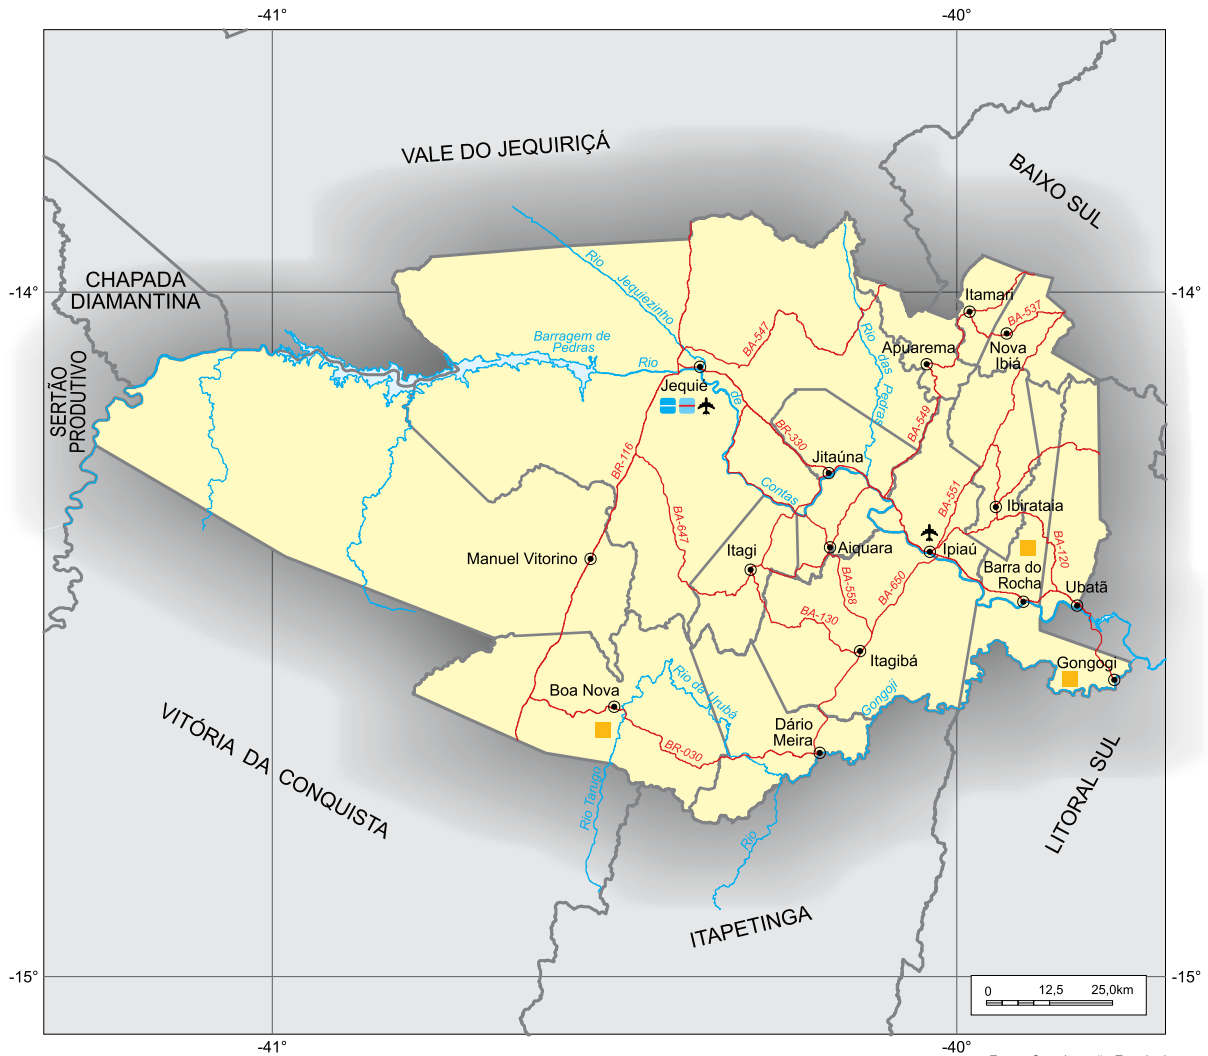 -41°
-40°
VALE DO JEQUIRIÇÁ
BAIXO SUL
CHAPADA
DIAMANTINA
-14°
-14°
SERTÃO
PRODUTIVO
Rio
Jequiezinho
Barragem de
Pedras
Rio
BA-547
Rio das Pedras
Itamari
BA-537
Nova
Ibiá
Apuarema
Jequié
de
BR-116
BR-330
BA-549
Jitaúna
Contas
BA-647
BA-551
Ibirataia
Manuel Vitorino
Itagi
Aiquara
Ipiaú
BA-120
Barra do
Rocha
Ubatã
BA-558
BA-650
BA-130
Itagibá
Gongogi
Rio da Urubá
Boa Nova
Gongoji
Dário
Meira
BR-030
VITÓRIA DA CONQUISTA
Rio Tarugo
Rio
LITORAL SUL
ITAPETINGA
-15°
-15°
0 12,5 25,0km
-41°
-40°